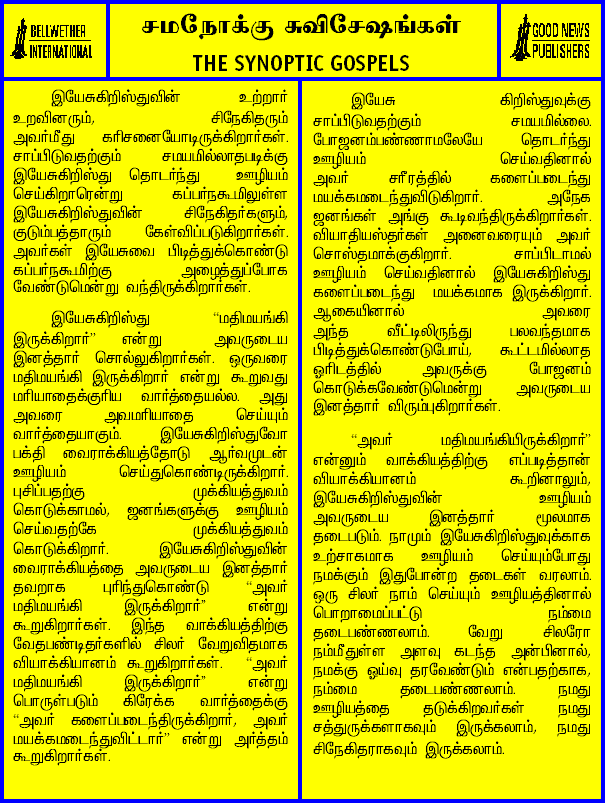 BELLWETHER
INTERNATIONAL
சமநோக்கு சுவிசேஷங்கள்
THE SYNOPTIC GOSPELS
GOOD NEWS
PUBLISHERS
இயேசுகிறிஸ்துவின் உற்றார்
உறவினரும், சிநேகிதரும்
அவர்மீது கரிசனையோடிருக்கிறார்கள்.
சாப்பிடுவதற்கும் சமயமில்லாதபடிக்கு
இயேசுகிறிஸ்து தொடர்ந்து ஊழியம்
செய்கிறாரென்று கப்பர்நகூமிலுள்ள
இயேசுகிறிஸ்துவின் சிநேகிதர்களும்,
குடும்பத்தாரும் கேள்விப்படுகிறார்கள்.
அவர்கள் இயேசுவை பிடித்துக்கொண்டு
கப்பர்நகூமிற்கு அழைத்துப்போக
வேண்டுமென்று வந்திருக்கிறார்கள்.
இயேசுகிறிஸ்து “மதிமயங்கி
இருக்கிறார்” என்று அவருடைய
இனத்தார் சொல்லுகிறார்கள். ஒருவரை
மதிமயங்கி இருக்கிறார் என்று கூறுவது
மரியாதைக்குரிய வார்த்தையல்ல. அது
அவரை அவமரியாதை செய்யும்
வார்த்தையாகும். இயேசுகிறிஸ்துவோ
பக்தி வைராக்கியத்தோடு ஆர்வமுடன்
ஊழியம் செய்துகொண்டிருக்கிறார்.
புசிப்பதற்கு முக்கியத்துவம்
கொடுக்காமல், ஜனங்களுக்கு ஊழியம்
செய்வதற்கே முக்கியத்துவம்
கொடுக்கிறார். இயேசுகிறிஸ்துவின்
வைராக்கியத்தை அவருடைய இனத்தார்
தவறாக புரிந்துகொண்டு “அவர்
மதிமயங்கி இருக்கிறார்” என்று
கூறுகிறார்கள். இந்த வாக்கியத்திற்கு
வேதபண்டிதர்களில் சிலர் வேறுவிதமாக
வியாக்கியானம் கூறுகிறார்கள். “அவர்
மதிமயங்கி இருக்கிறார்” என்று
பொருள்படும் கிரேக்க வார்த்தைக்கு
“அவர் களைப்படைந்திருக்கிறார், அவர்
மயக்கமடைந்துவிட்டார்” என்று அர்த்தம்
கூறுகிறார்கள்.
இயேசு கிறிஸ்துவுக்கு
சாப்பிடுவதற்கும் சமயமில்லை.
போஜனம்பண்ணாமலேயே தொடர்ந்து
ஊழியம் செய்வதினால்
அவர் சரீரத்தில் களைப்படைந்து
மயக்கமடைந்துவிடுகிறார். அநேக
ஜனங்கள் அங்கு கூடிவந்திருக்கிறார்கள்.
வியாதியஸ்தர்கள் அனைவரையும் அவர்
சொஸ்தமாக்குகிறார். சாப்பிடாமல்
ஊழியம் செய்வதினால் இயேசுகிறிஸ்து
களைப்படைந்து மயக்கமாக இருக்கிறார்.
ஆகையினால் அவரை
அந்த வீட்டிலிருந்து பலவந்தமாக
பிடித்துக்கொண்டுபோய், கூட்டமில்லாத
ஓரிடத்தில் அவருக்கு போஜனம்
கொடுக்கவேண்டுமென்று அவருடைய
இனத்தார் விரும்புகிறார்கள்.
“அவர் மதிமயங்கியிருக்கிறார்”
என்னும் வாக்கியத்திற்கு எப்படித்தான்
வியாக்கியானம் கூறினாலும்,
இயேசுகிறிஸ்துவின் ஊழியம்
அவருடைய இனத்தார் மூலமாக
தடைபடும். நாமும் இயேசுகிறிஸ்துவுக்காக
உற்சாகமாக ஊழியம் செய்யும்போது
நமக்கும் இதுபோன்ற தடைகள் வரலாம்.
ஒரு சிலர் நாம் செய்யும் ஊழியத்தினால்
பொறாமைப்பட்டு நம்மை
தடைபண்ணலாம். வேறு சிலரோ
நம்மீதுள்ள அளவு கடந்த அன்பினால்,
நமக்கு ஓய்வு தரவேண்டும் என்பதற்காக,
நம்மை தடைபண்ணலாம். நமது
ஊழியத்தை தடுக்கிறவர்கள் நமது
சத்துருக்களாகவும் இருக்கலாம், நமது
சிநேகிதராகவும் இருக்கலாம்.